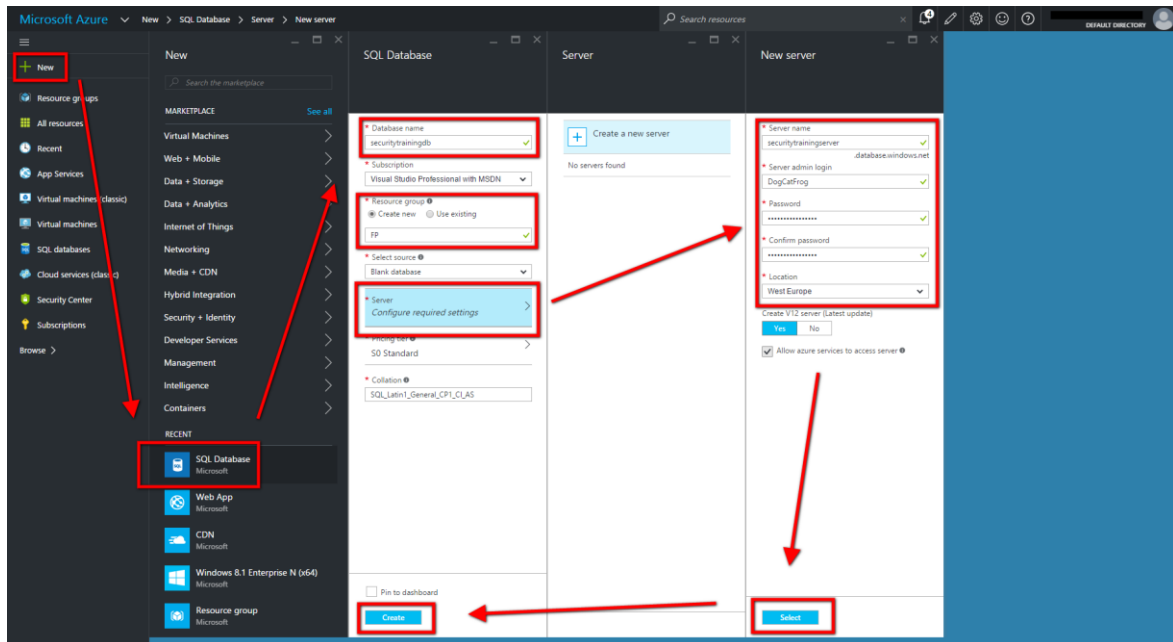 Microsoft Azure New > SQL Database > Server > New server
Search resources
4
DEFAULT DIRECTORY
New
Resource groups
All resources
Recent
App Services
Virtual machines (classic)
Virtual machines
SQL databases
Cloud services (classic)
Security Center
Subscriptions
Browse >
New
Search the marketplace
MARKETPLACE See all
Virtual Machines
Web + Mobile
Data + Storage
Data + Analytics
Internet of Things
Networking
Media + CDN
Hybrid Integration
Security + Identity
Developer Services
Management
Intelligence
Containers
RECENT
SQL Database
Microsoft
Web App
Microsoft
CDN
Microsoft
Windows 8.1 Enterprise N (x64)
Microsoft
Resource group
Microsoft
SQL Database
* Database name
securitytrainingdb
* Subscription
Visual Studio Professional with MSDN
* Resource group
Create new Use existing
FP
* Select source
Blank database
* Server
Configure required settings
* Pricing tier
S0 Standard
* Collation
SQL_Latin1_General_CP1_CI_AS
Pin to dashboard
Create
Server
Create a new server
No servers found
New server
* Server name
securitytrainingserver
.database.windows.net
* Server admin login
DogCatFrog
* Password
* Confirm password
* Location
West Europe
Create V12 server (Latest update)
Yes No
Allow azure services to access server
Select